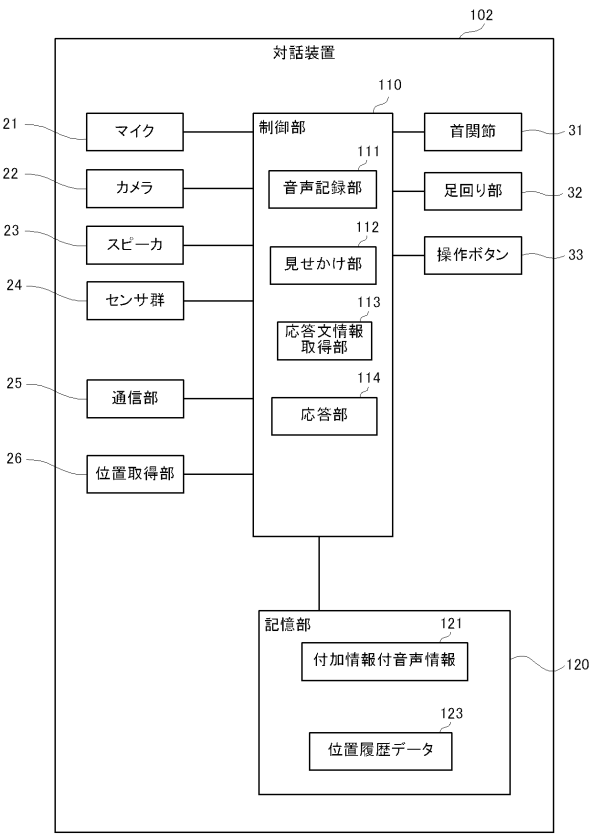 102
対話装置
110
21
マイク
制御部
首関節
31
111
22
カメラ
音声記録部
足回り部
32
112
23
スピーカ
見せかけ部
操作ボタン
33
24
センサ群
113
応答文情報
取得部
25
通信部
114
応答部
26
位置取得部
記憶部
121
付加情報付音声情報
120
123
位置履歴データ